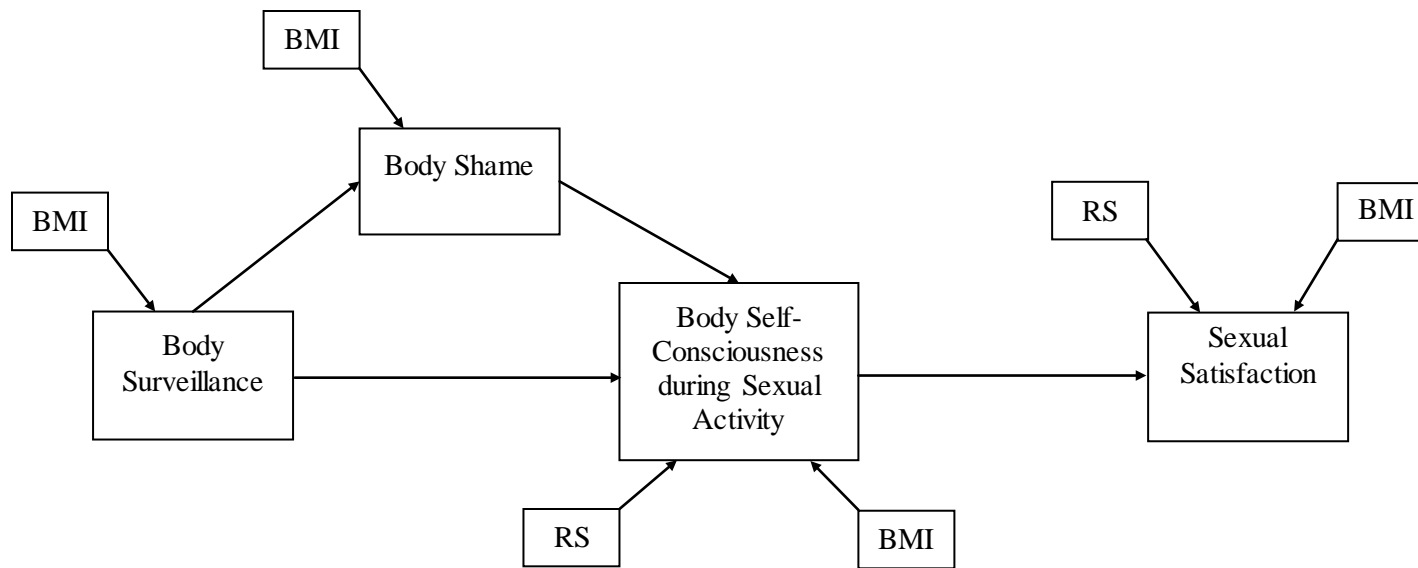 BMI
Body Shame
BMI
RS
BMI
Body
Surveillance
Body Self-
Consciousness
during Sexual
Activity
Sexual
Satisfaction
RS
BMI